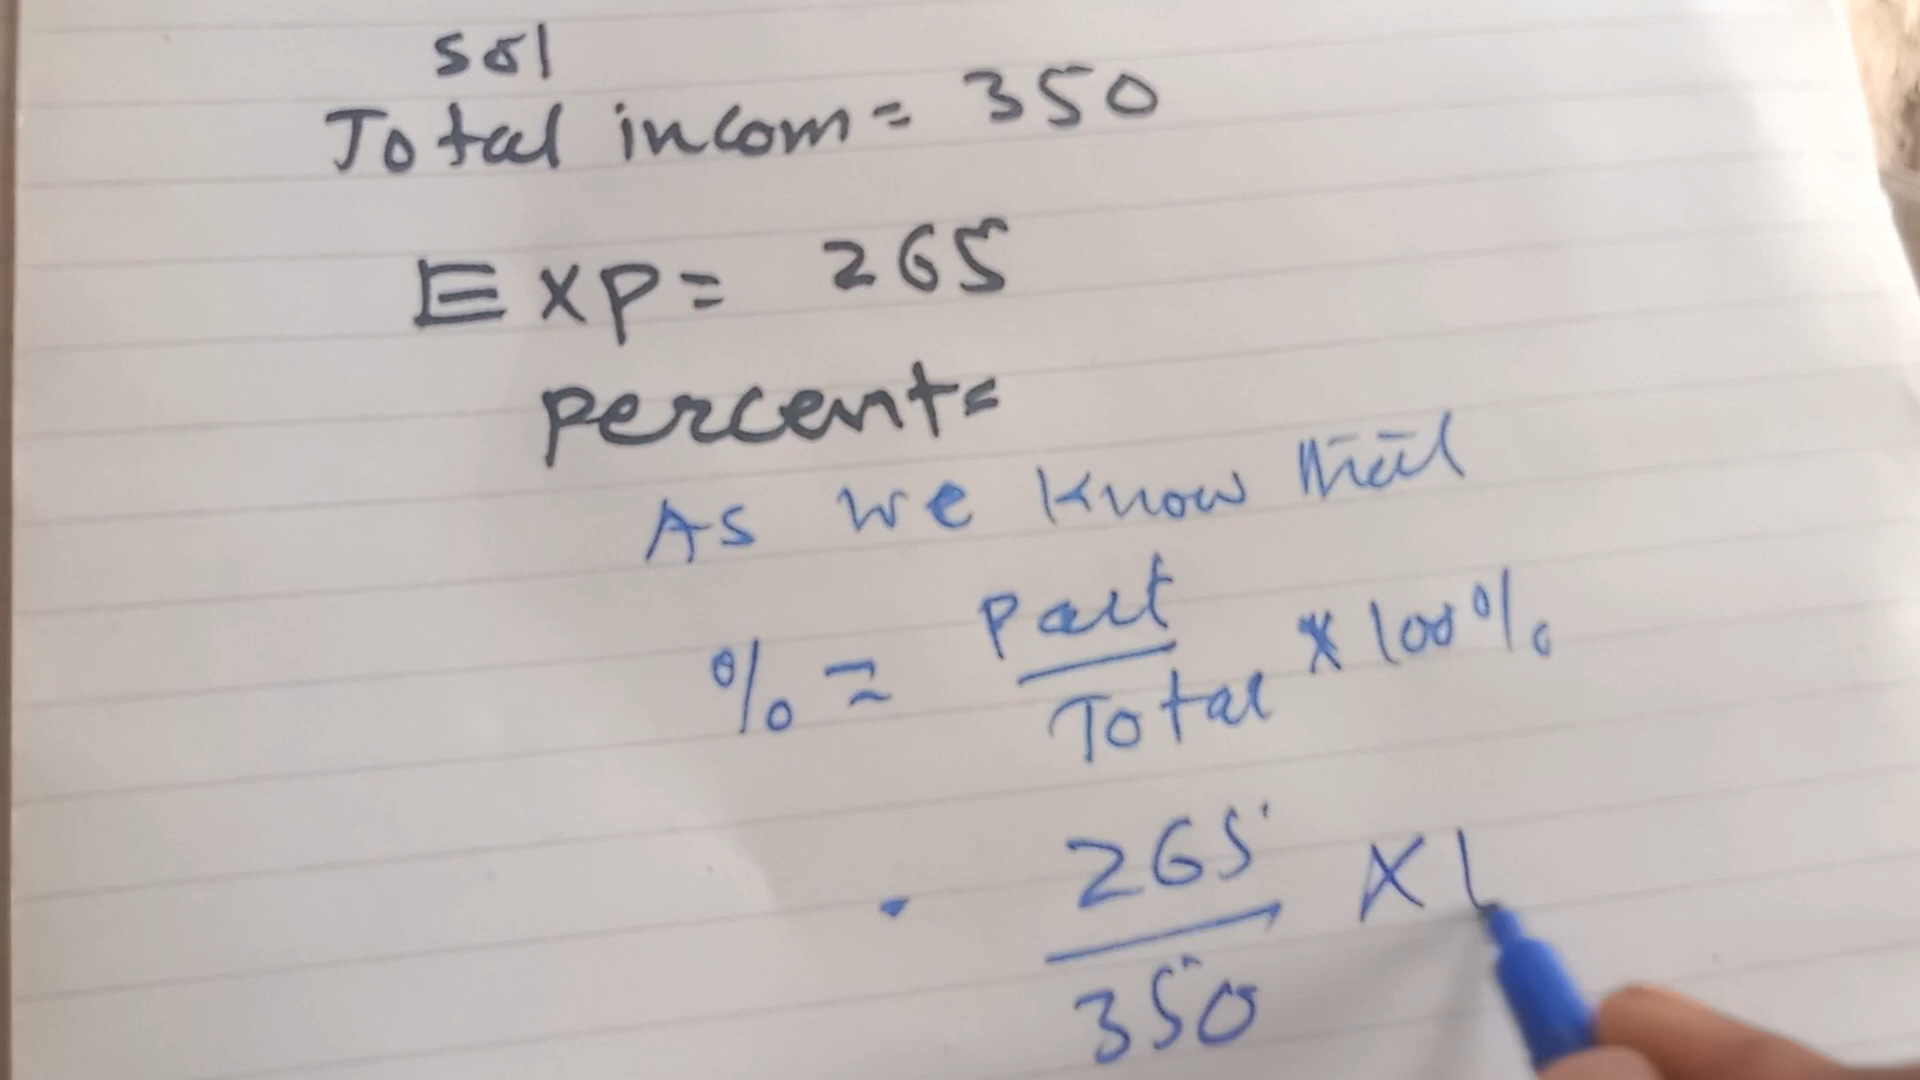 sol
Total incom = 350
Exp = 265
percent =
As we know that
% = Part / Total × 100%
265 / 350 × 1